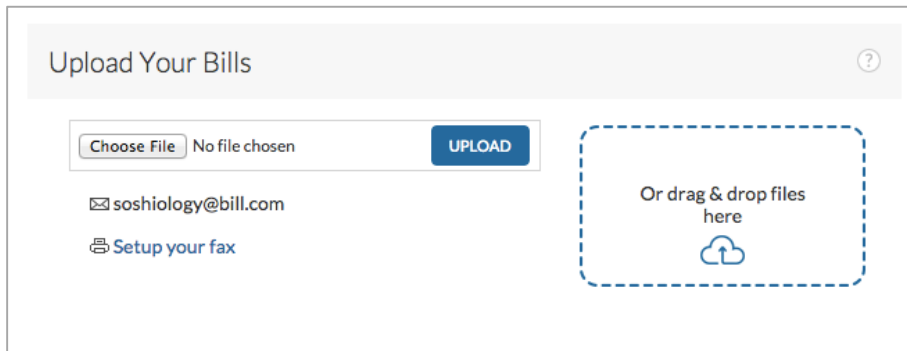 Upload Your Bills
?
Choose File No file chosen
UPLOAD
soshiology@bill.com
Setup your fax
Or drag & drop files
here